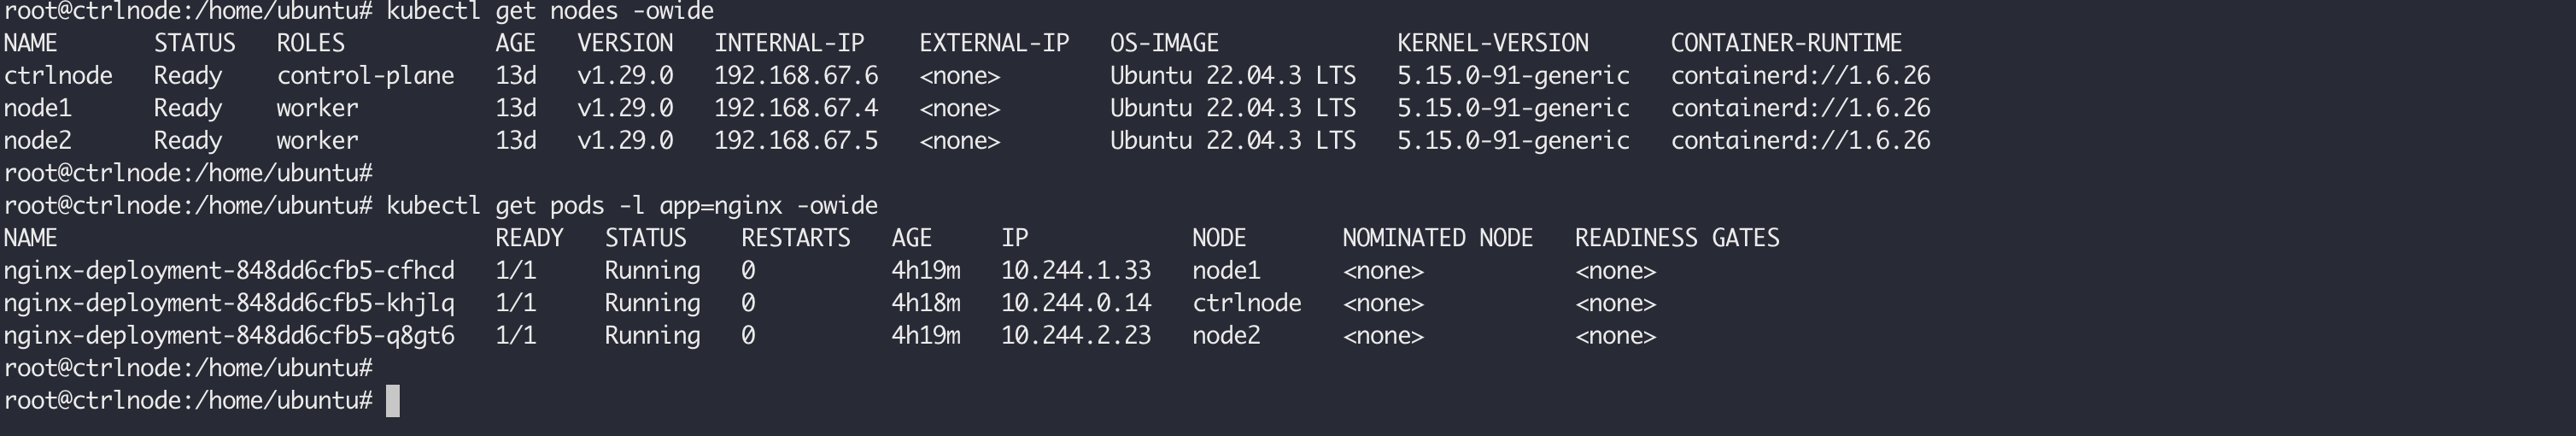 root@ctrlnode:/home/ubuntu# kubectl get nodes -owide
NAME       STATUS   ROLES           AGE   VERSION   INTERNAL-IP    EXTERNAL-IP   OS-IMAGE             KERNEL-VERSION      CONTAINER-RUNTIME
ctrlnode   Ready    control-plane   13d   v1.29.0   192.168.67.6   <none>        Ubuntu 22.04.3 LTS   5.15.0-91-generic   containerd://1.6.26
node1      Ready    worker          13d   v1.29.0   192.168.67.4   <none>        Ubuntu 22.04.3 LTS   5.15.0-91-generic   containerd://1.6.26
node2      Ready    worker          13d   v1.29.0   192.168.67.5   <none>        Ubuntu 22.04.3 LTS   5.15.0-91-generic   containerd://1.6.26
root@ctrlnode:/home/ubuntu#
root@ctrlnode:/home/ubuntu# kubectl get pods -l app=nginx -owide
NAME                                READY   STATUS    RESTARTS   AGE     IP            NODE       NOMINATED NODE   READINESS GATES
nginx-deployment-848dd6cfb5-cfhcd   1/1     Running   0          4h19m   10.244.1.33   node1      <none>           <none>
nginx-deployment-848dd6cfb5-khjlq   1/1     Running   0          4h18m   10.244.0.14   ctrlnode   <none>           <none>
nginx-deployment-848dd6cfb5-q8gt6   1/1     Running   0          4h19m   10.244.2.23   node2      <none>           <none>
root@ctrlnode:/home/ubuntu#
root@ctrlnode:/home/ubuntu#